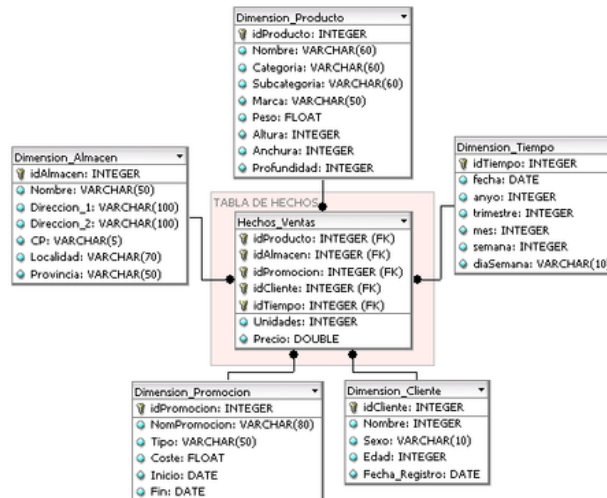 Dimension_Producto
idProducto: INTEGER
Nombre: VARCHAR(60)
Categoria: VARCHAR(60)
Subcategoria: VARCHAR(60)
Marca: VARCHAR(50)
Peso: FLOAT
Altura: INTEGER
Anchura: INTEGER
Profundidad: INTEGER
Dimension_Almacen
idAlmacen: INTEGER
Nombre: VARCHAR(50)
Direccion_1: VARCHAR(100)
Direccion_2: VARCHAR(100)
CP: VARCHAR(5)
Localidad: VARCHAR(70)
Provincia: VARCHAR(50)
Dimension_Tiempo
idTiempo: INTEGER
fecha: DATE
anyo: INTEGER
trimestre: INTEGER
mes: INTEGER
semana: INTEGER
diaSemana: VARCHAR(10)
TABLA DE HECHOS
Hechos_Ventas
idProducto: INTEGER (FK)
idAlmacen: INTEGER (FK)
idPromocion: INTEGER (FK)
idCliente: INTEGER (FK)
idTiempo: INTEGER (FK)
Unidades: INTEGER
Precio: DOUBLE
Dimension_Promocion
idPromocion: INTEGER
NomPromocion: VARCHAR(80)
Tipo: VARCHAR(50)
Coste: FLOAT
Inicio: DATE
Fin: DATE
Dimension_Cliente
idCliente: INTEGER
Nombre: INTEGER
Sexo: VARCHAR(10)
Edad: INTEGER
Fecha_Registro: DATE